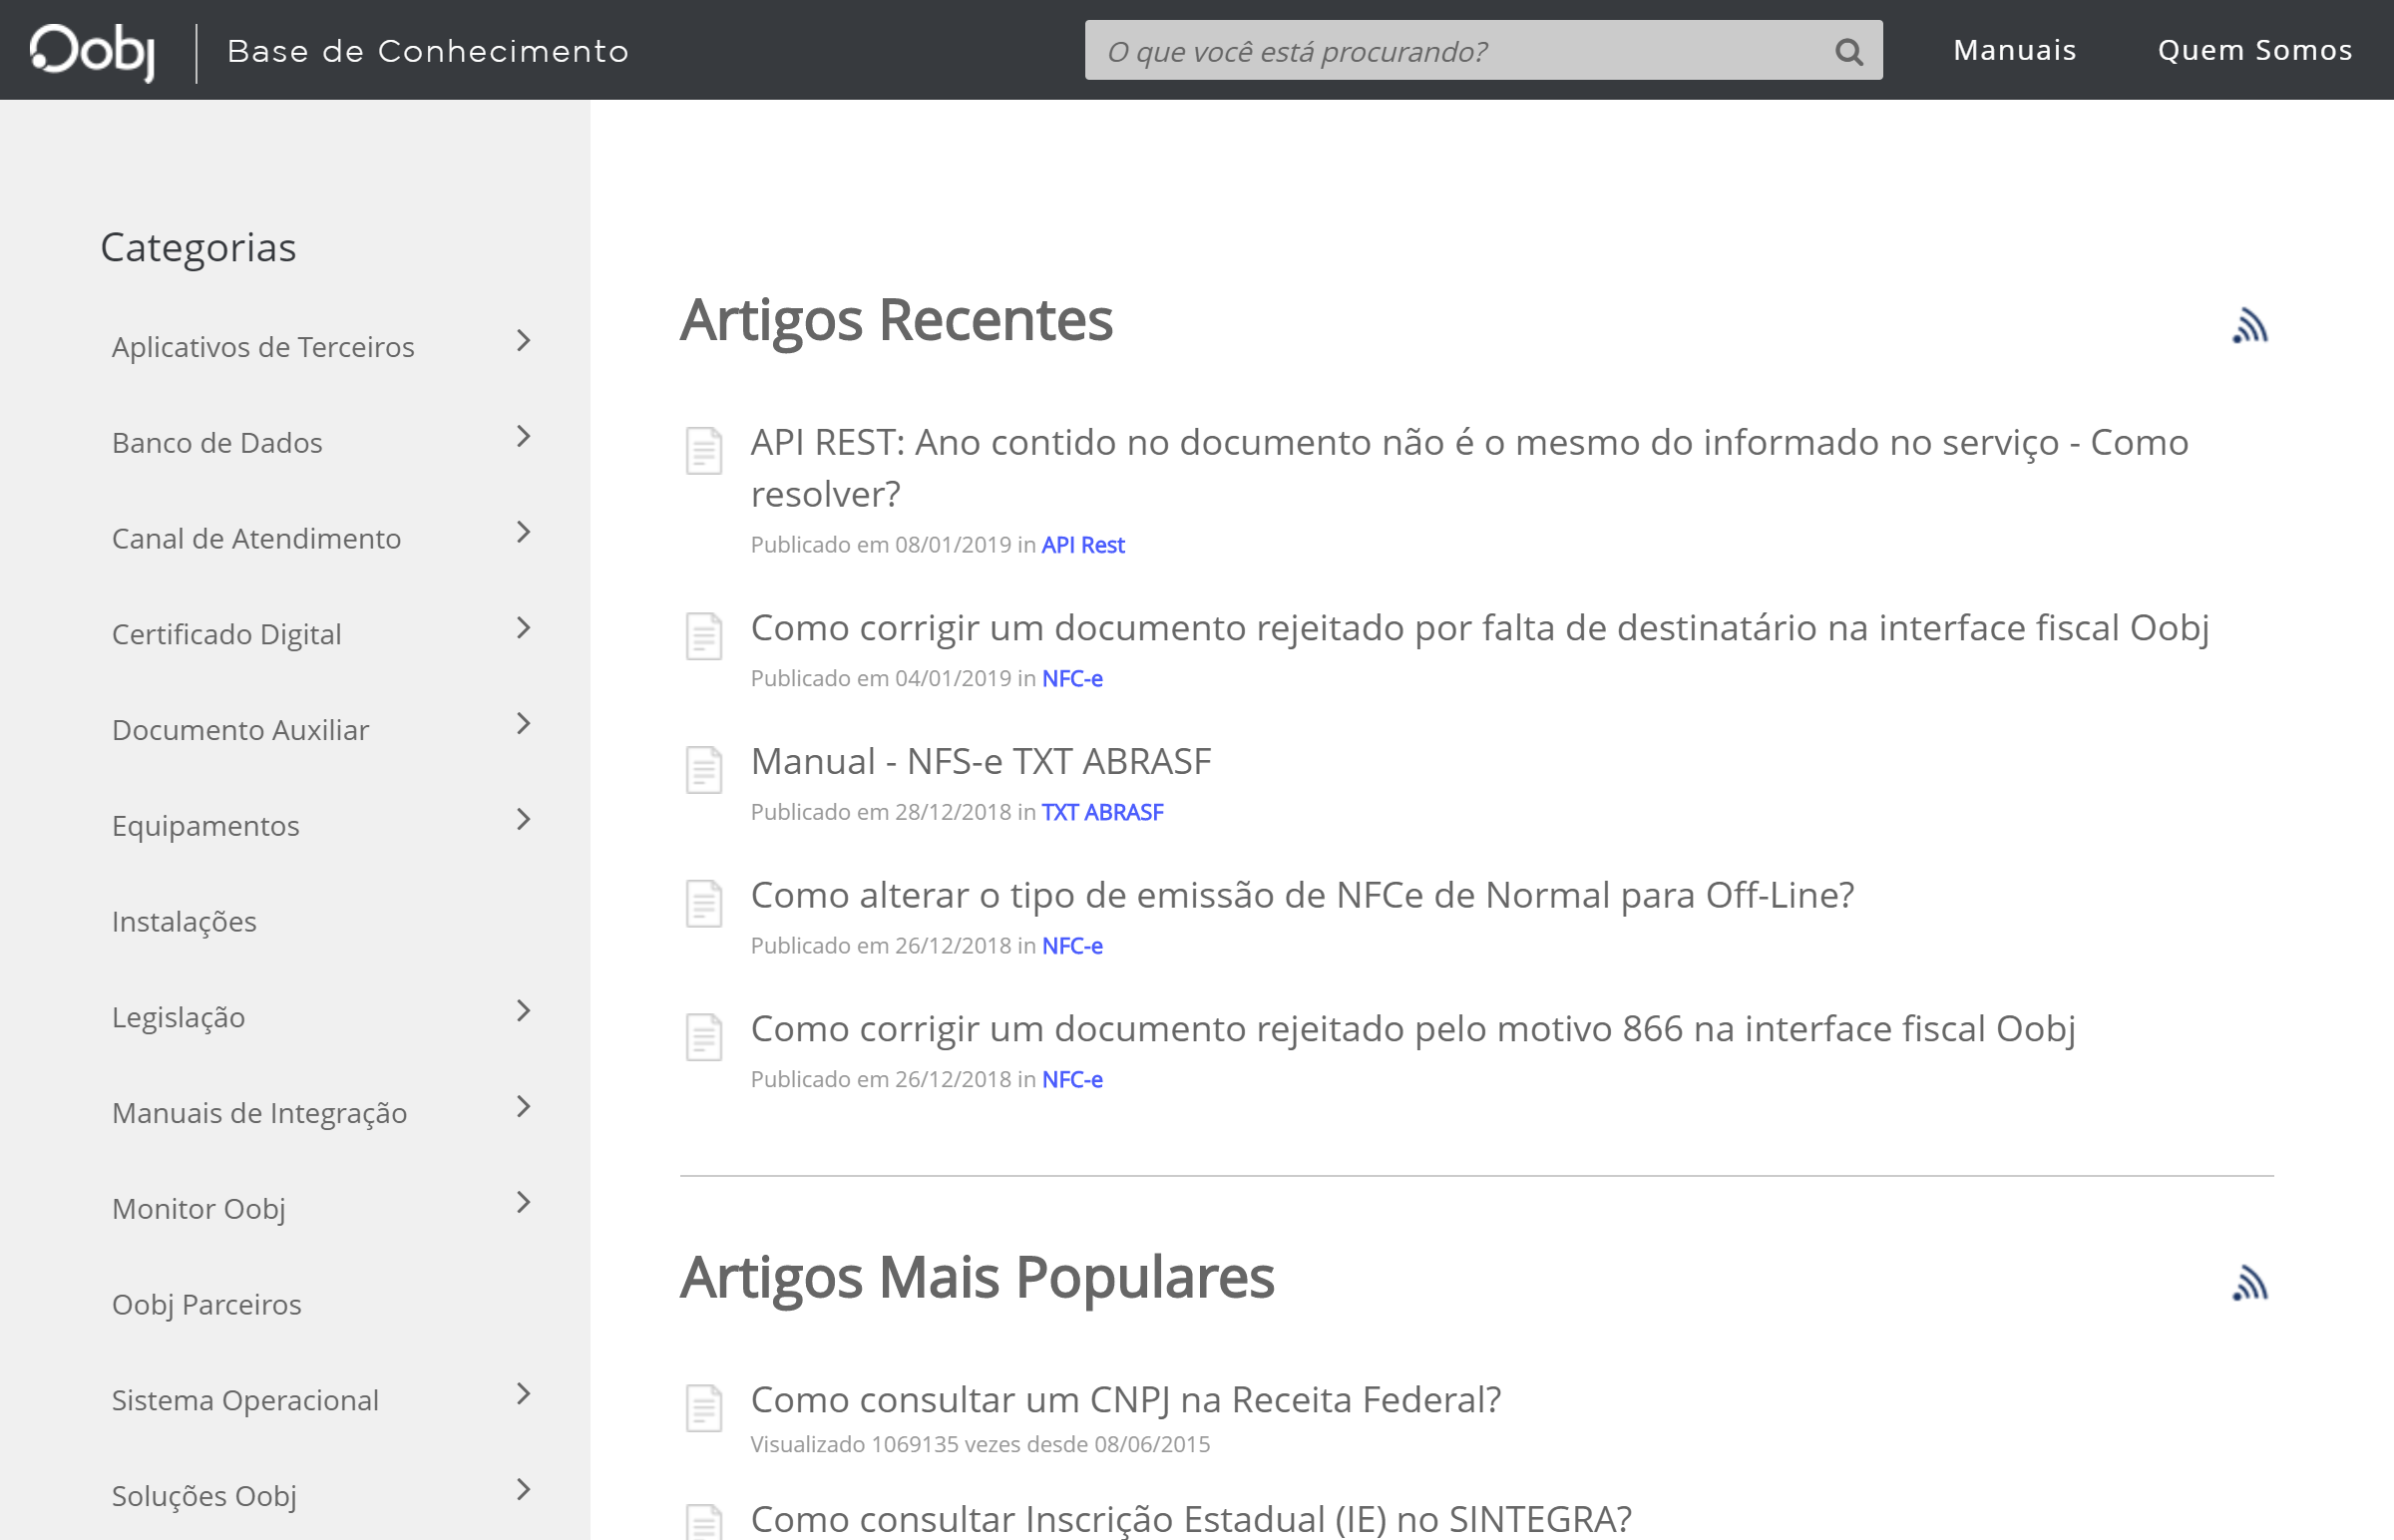 Oobj
Base de Conhecimento
O que você está procurando?
Manuais
Quem Somos
Categorias
Aplicativos de Terceiros
Banco de Dados
Canal de Atendimento
Certificado Digital
Documento Auxiliar
Equipamentos
Instalações
Legislação
Manuais de Integração
Monitor Oobj
Oobj Parceiros
Sistema Operacional
Soluções Oobj
Artigos Recentes
API REST: Ano contido no documento não é o mesmo do informado no serviço - Como
resolver?
Publicado em 08/01/2019 in API Rest
Como corrigir um documento rejeitado por falta de destinatário na interface fiscal Oobj
Publicado em 04/01/2019 in NFC-e
Manual - NFS-e TXT ABRASF
Publicado em 28/12/2018 in TXT ABRASF
Como alterar o tipo de emissão de NFCe de Normal para Off-Line?
Publicado em 26/12/2018 in NFC-e
Como corrigir um documento rejeitado pelo motivo 866 na interface fiscal Oobj
Publicado em 26/12/2018 in NFC-e
Artigos Mais Populares
Como consultar um CNPJ na Receita Federal?
Visualizado 1069135 vezes desde 08/06/2015
Como consultar Inscrição Estadual (IE) no SINTEGRA?